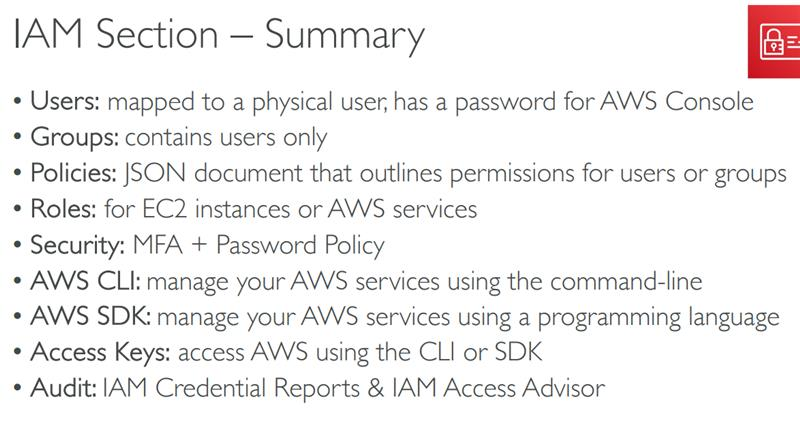 IAM Section – Summary
• Users: mapped to a physical user, has a password for AWS Console
• Groups: contains users only
• Policies: JSON document that outlines permissions for users or groups
• Roles: for EC2 instances or AWS services
• Security: MFA + Password Policy
• AWS CLI: manage your AWS services using the command-line
• AWS SDK: manage your AWS services using a programming language
• Access Keys: access AWS using the CLI or SDK
• Audit: IAM Credential Reports & IAM Access Advisor